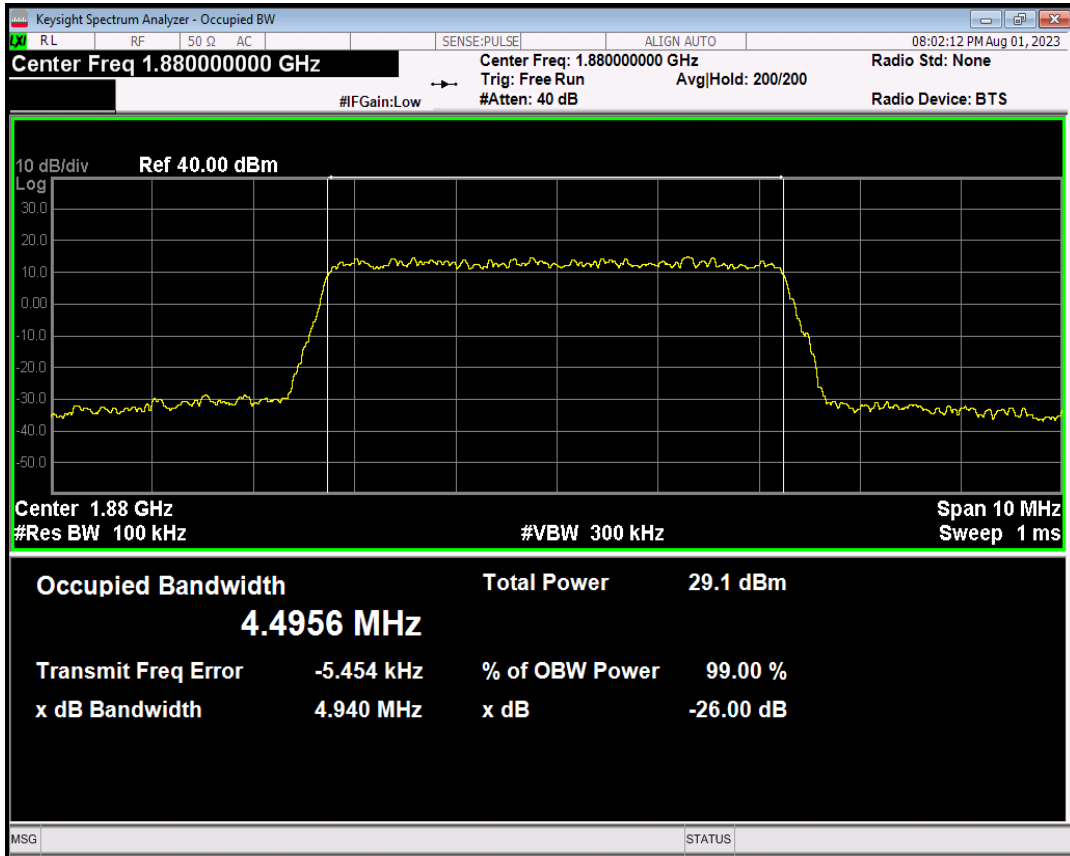 Keysight Spectrum Analyzer - Occupied BW
LXI RL RF 50 Ω AC SENSE:PULSE ALIGN AUTO 08:02:12 PM Aug 01, 2023
Center Freq 1.880000000 GHz Center Freq: 1.880000000 GHz Radio Std: None
Trig: Free Run Avg|Hold: 200/200
#IFGain:Low #Atten: 40 dB Radio Device: BTS
10 dB/div Ref 40.00 dBm
Log
30.0
20.0
10.0
0.00
-10.0
-20.0
-30.0
-40.0
-50.0
Center 1.88 GHz Span 10 MHz
#Res BW 100 kHz #VBW 300 kHz Sweep 1 ms
Occupied Bandwidth Total Power 29.1 dBm
4.4956 MHz
Transmit Freq Error -5.454 kHz % of OBW Power 99.00 %
x dB Bandwidth 4.940 MHz x dB -26.00 dB
MSG STATUS